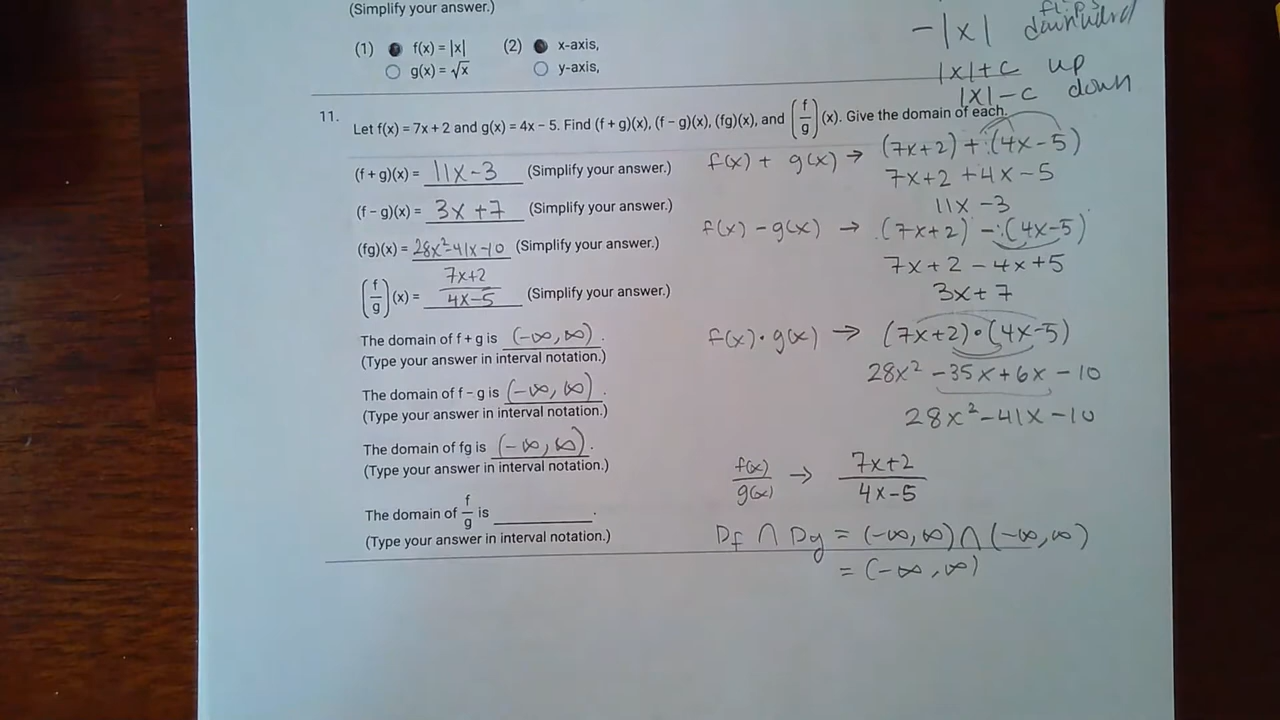 (Simplify your answer.)
flips
-|x| downward
(1) ● f(x) = |x| (2) ● x-axis,
○ g(x) = √x ○ y-axis,
|x|+c up
|x|-c down
11. Let f(x) = 7x + 2 and g(x) = 4x − 5. Find (f + g)(x), (f − g)(x), (fg)(x), and (f/g)(x). Give the domain of each.
(f + g)(x) = 11x-3 (Simplify your answer.)
(f − g)(x) = 3x+7 (Simplify your answer.)
(fg)(x) = 28x²-41x-10 (Simplify your answer.)
(f/g)(x) = 7x+2/4x-5 (Simplify your answer.)
The domain of f + g is (-∞,∞).
(Type your answer in interval notation.)
The domain of f − g is (-∞,∞).
(Type your answer in interval notation.)
The domain of fg is (-∞,∞).
(Type your answer in interval notation.)
The domain of f/g is ______.
(Type your answer in interval notation.)
f(x) + g(x) → (7x+2)+(4x-5)
7x+2+4x-5
11x-3
f(x)-g(x) → (7x+2)-(4x-5)
7x+2-4x+5
3x+7
f(x)·g(x) → (7x+2)·(4x-5)
28x²-35x+6x-10
28x²-41x-10
f(x)/g(x) → 7x+2/4x-5
Df ∩ Dg = (-∞,∞)∩(-∞,∞)
= (-∞,∞)